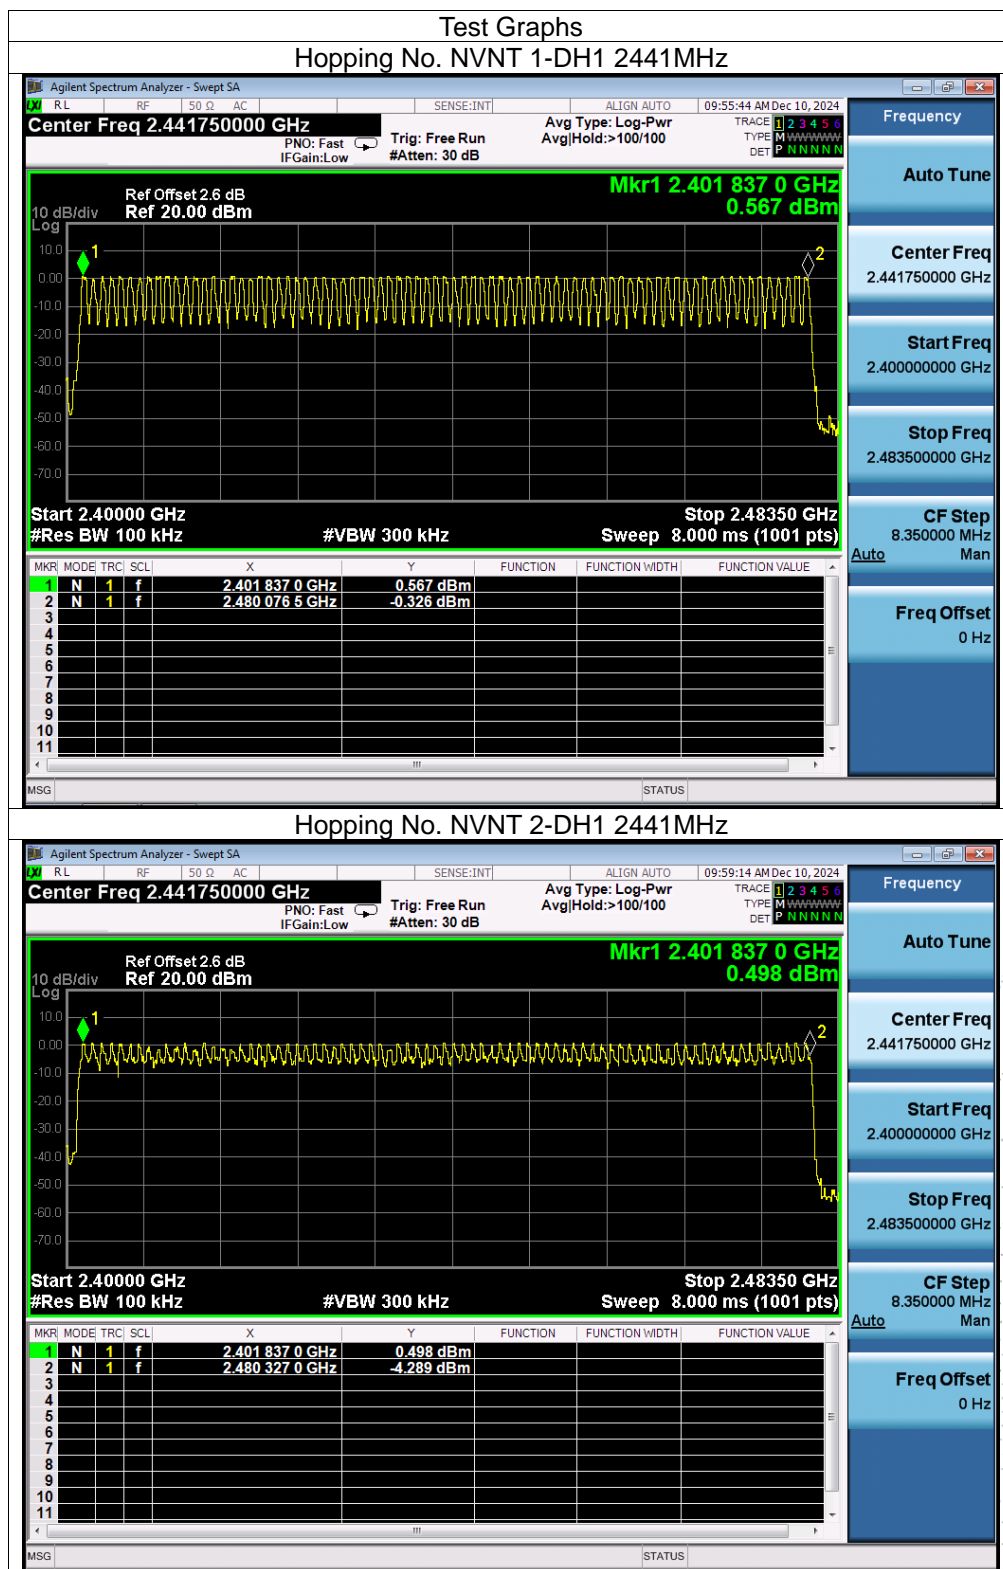 Test Graphs
Hopping No. NVNT 1-DH1 2441MHz
Agilent Spectrum Analyzer - Swept SA
LXI RL RF 50 Ω AC SENSE:INT ALIGN AUTO 09:55:44 AM Dec 10, 2024
Center Freq 2.441750000 GHz
PNO: Fast
IFGain:Low
Trig: Free Run
#Atten: 30 dB
Avg Type: Log-Pwr
Avg|Hold:>100/100
TRACE 1 2 3 4 5 6
TYPE M WWWWW
DET P N N N N N
Frequency
Mkr1 2.401 837 0 GHz
0.567 dBm
Ref Offset 2.6 dB
10 dB/div Ref 20.00 dBm
Log
10.0
0.00
-10.0
-20.0
-30.0
-40.0
-50.0
-60.0
-70.0
1
2
Start 2.40000 GHz Stop 2.48350 GHz
#Res BW 100 kHz #VBW 300 kHz Sweep 8.000 ms (1001 pts)
MKR MODE TRC SCL X Y FUNCTION FUNCTION WIDTH FUNCTION VALUE
1 N 1 f 2.401 837 0 GHz 0.567 dBm
2 N 1 f 2.480 076 5 GHz -0.326 dBm
3
4
5
6
7
8
9
10
11
MSG STATUS
Auto Tune
Center Freq
2.441750000 GHz
Start Freq
2.400000000 GHz
Stop Freq
2.483500000 GHz
CF Step
8.350000 MHz
Auto Man
Freq Offset
0 Hz
Hopping No. NVNT 2-DH1 2441MHz
Agilent Spectrum Analyzer - Swept SA
LXI RL RF 50 Ω AC SENSE:INT ALIGN AUTO 09:59:14 AM Dec 10, 2024
Center Freq 2.441750000 GHz
PNO: Fast
IFGain:Low
Trig: Free Run
#Atten: 30 dB
Avg Type: Log-Pwr
Avg|Hold:>100/100
TRACE 1 2 3 4 5 6
TYPE M WWWWW
DET P N N N N N
Frequency
Mkr1 2.401 837 0 GHz
0.498 dBm
Ref Offset 2.6 dB
10 dB/div Ref 20.00 dBm
Log
10.0
0.00
-10.0
-20.0
-30.0
-40.0
-50.0
-60.0
-70.0
1
2
Start 2.40000 GHz Stop 2.48350 GHz
#Res BW 100 kHz #VBW 300 kHz Sweep 8.000 ms (1001 pts)
MKR MODE TRC SCL X Y FUNCTION FUNCTION WIDTH FUNCTION VALUE
1 N 1 f 2.401 837 0 GHz 0.498 dBm
2 N 1 f 2.480 327 0 GHz -4.289 dBm
3
4
5
6
7
8
9
10
11
MSG STATUS
Auto Tune
Center Freq
2.441750000 GHz
Start Freq
2.400000000 GHz
Stop Freq
2.483500000 GHz
CF Step
8.350000 MHz
Auto Man
Freq Offset
0 Hz